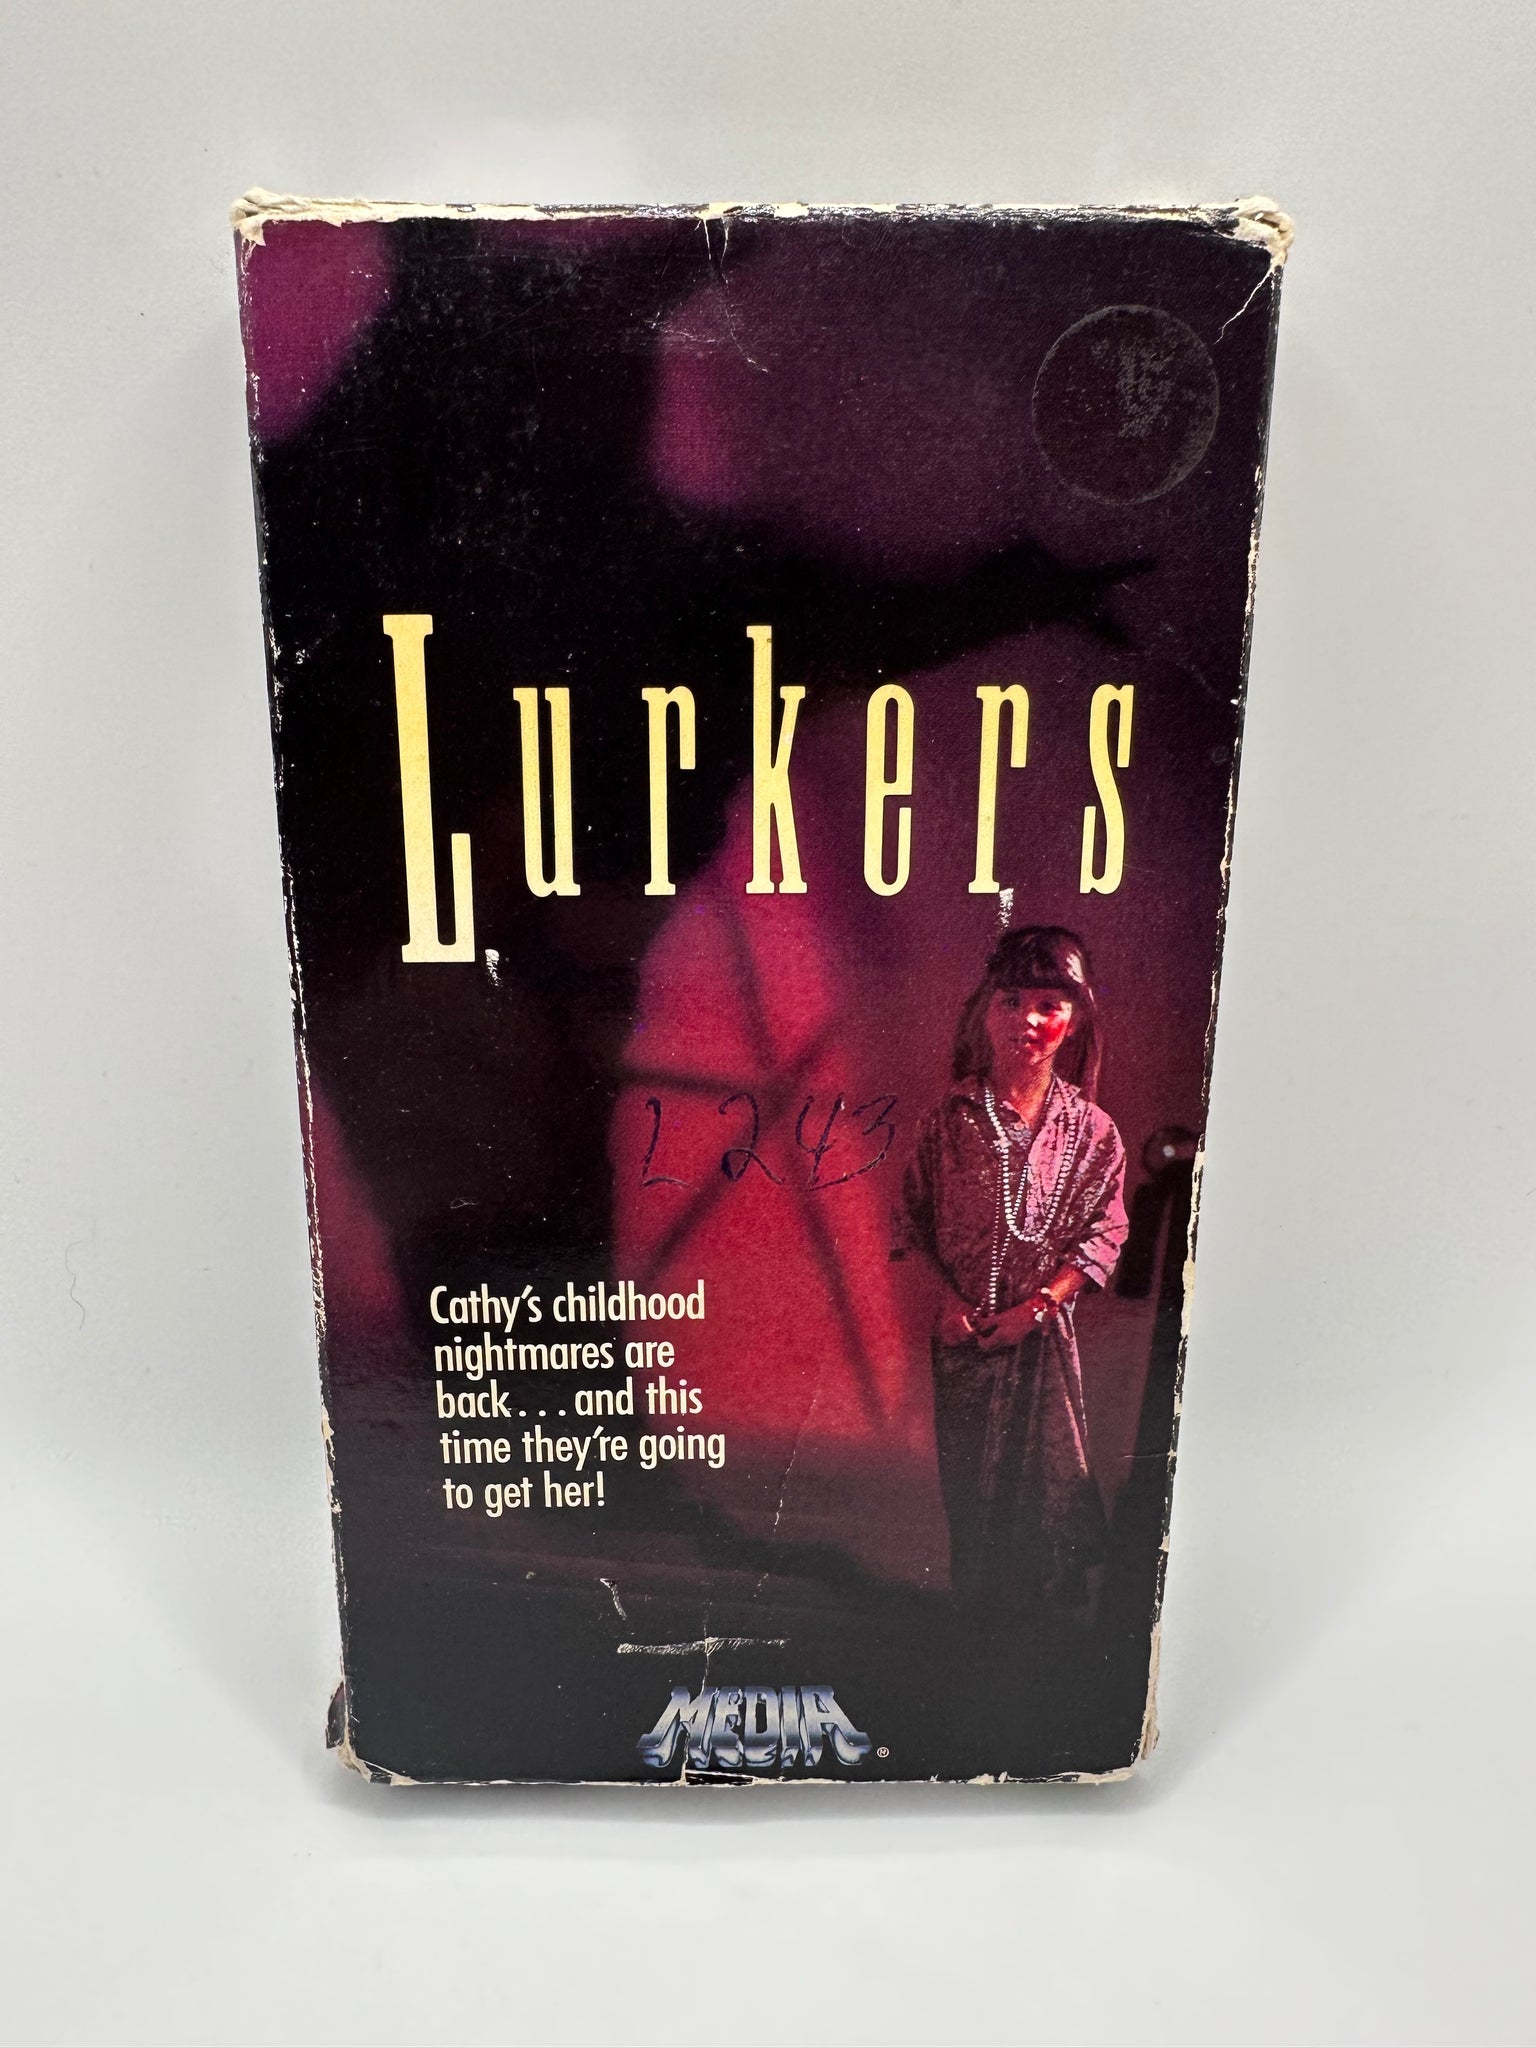 Lurkers
L243
Cathy's childhood
nightmares are
back...and this
time they're going
to get her!
MEDIA ®